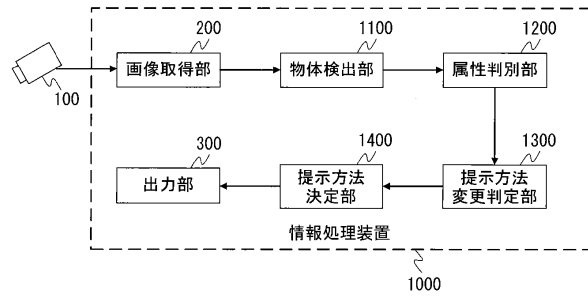 200
1100
1200
画像取得部
物体検出部
属性判別部
100
300
1400
1300
出力部
提示方法
決定部
提示方法
変更判定部
情報処理装置
1000